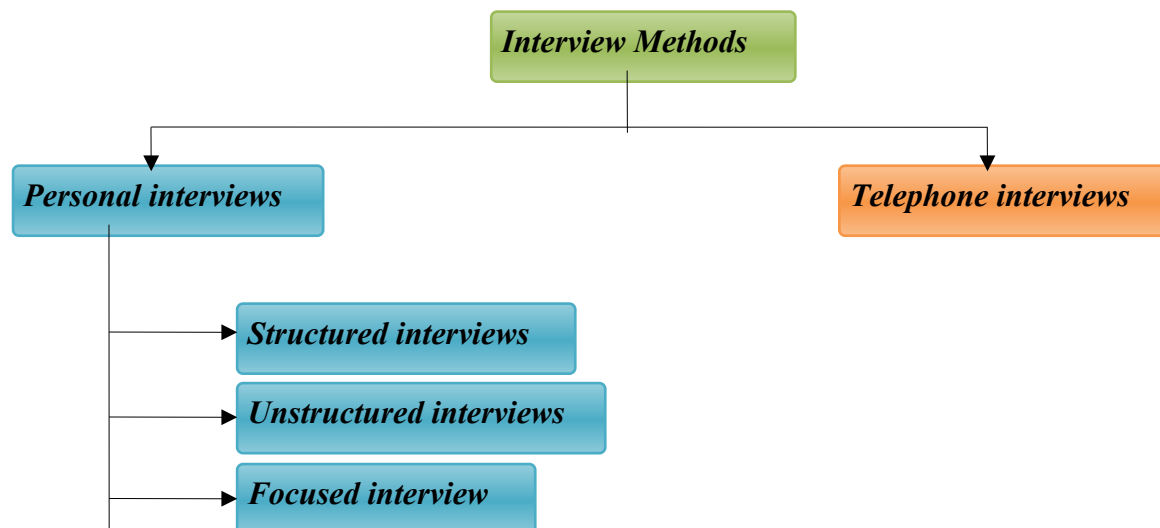 Interview Methods
Personal interviews
Telephone interviews
Structured interviews
Unstructured interviews
Focused interview